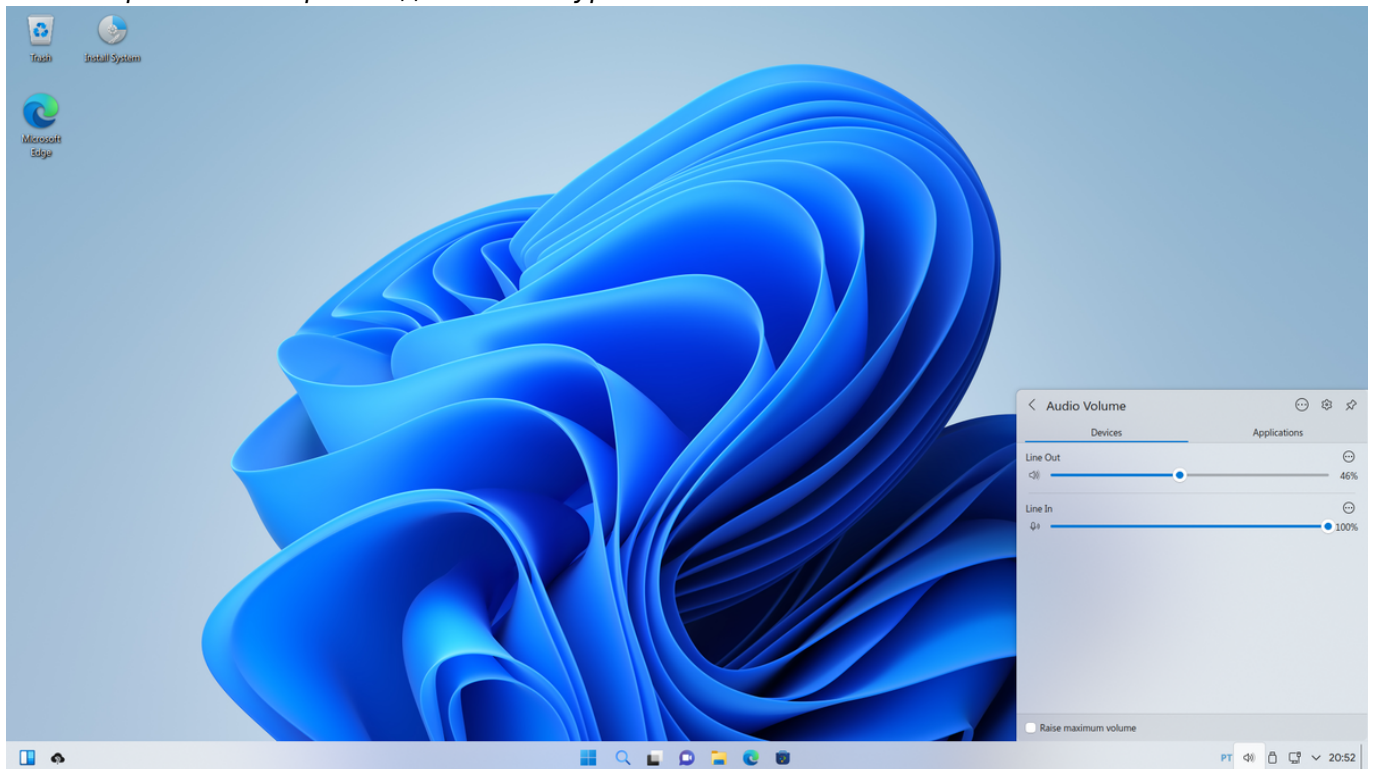 Trash
Install System
Microsoft
Edge
Audio Volume
Devices
Applications
Line Out
46%
Line In
100%
Raise maximum volume
PT
20:52